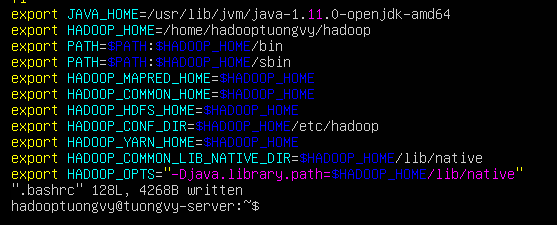 export JAVA_HOME=/usr/lib/jvm/java-1.11.0-openjdk-amd64
export HADOOP_HOME=/home/hadooptuongvy/hadoop
export PATH=$PATH:$HADOOP_HOME/bin
export PATH=$PATH:$HADOOP_HOME/sbin
export HADOOP_MAPRED_HOME=$HADOOP_HOME
export HADOOP_COMMON_HOME=$HADOOP_HOME
export HADOOP_HDFS_HOME=$HADOOP_HOME
export HADOOP_CONF_DIR=$HADOOP_HOME/etc/hadoop
export HADOOP_YARN_HOME=$HADOOP_HOME
export HADOOP_COMMON_LIB_NATIVE_DIR=$HADOOP_HOME/lib/native
export HADOOP_OPTS="-Djava.library.path=$HADOOP_HOME/lib/native"
".bashrc" 128L, 4268B written
hadooptuongvy@tuongvy-server:~$